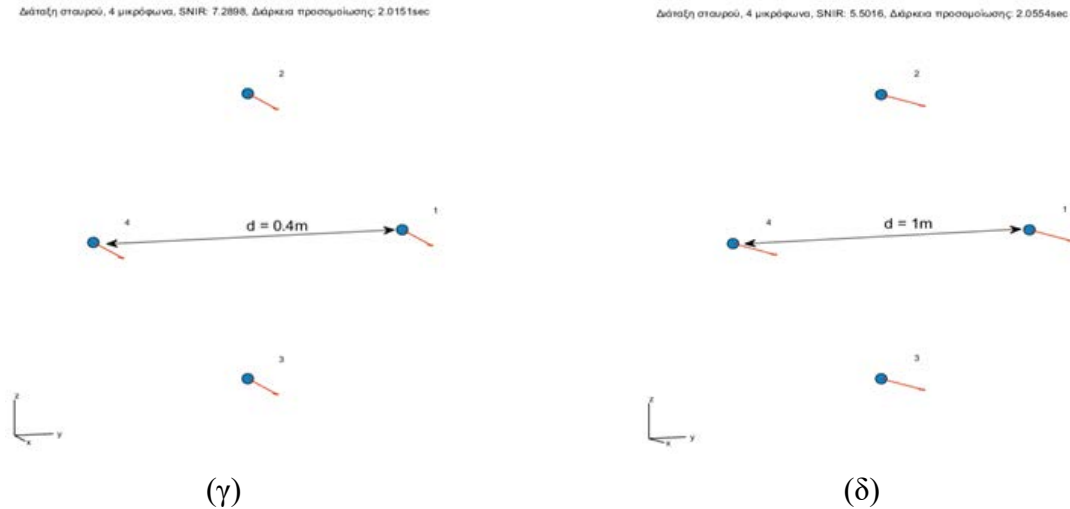 Διάταξη σταυρού, 4 μικρόφωνα, SNIR: 7.2898, Διάρκεια προσομοίωσης: 2.0151sec
2
4
d = 0.4m
1
3
z
y
x
(γ)
Διάταξη σταυρού, 4 μικρόφωνα, SNIR: 5.5016, Διάρκεια προσομοίωσης: 2.0554sec
2
4
d = 1m
1
3
z
y
x
(δ)